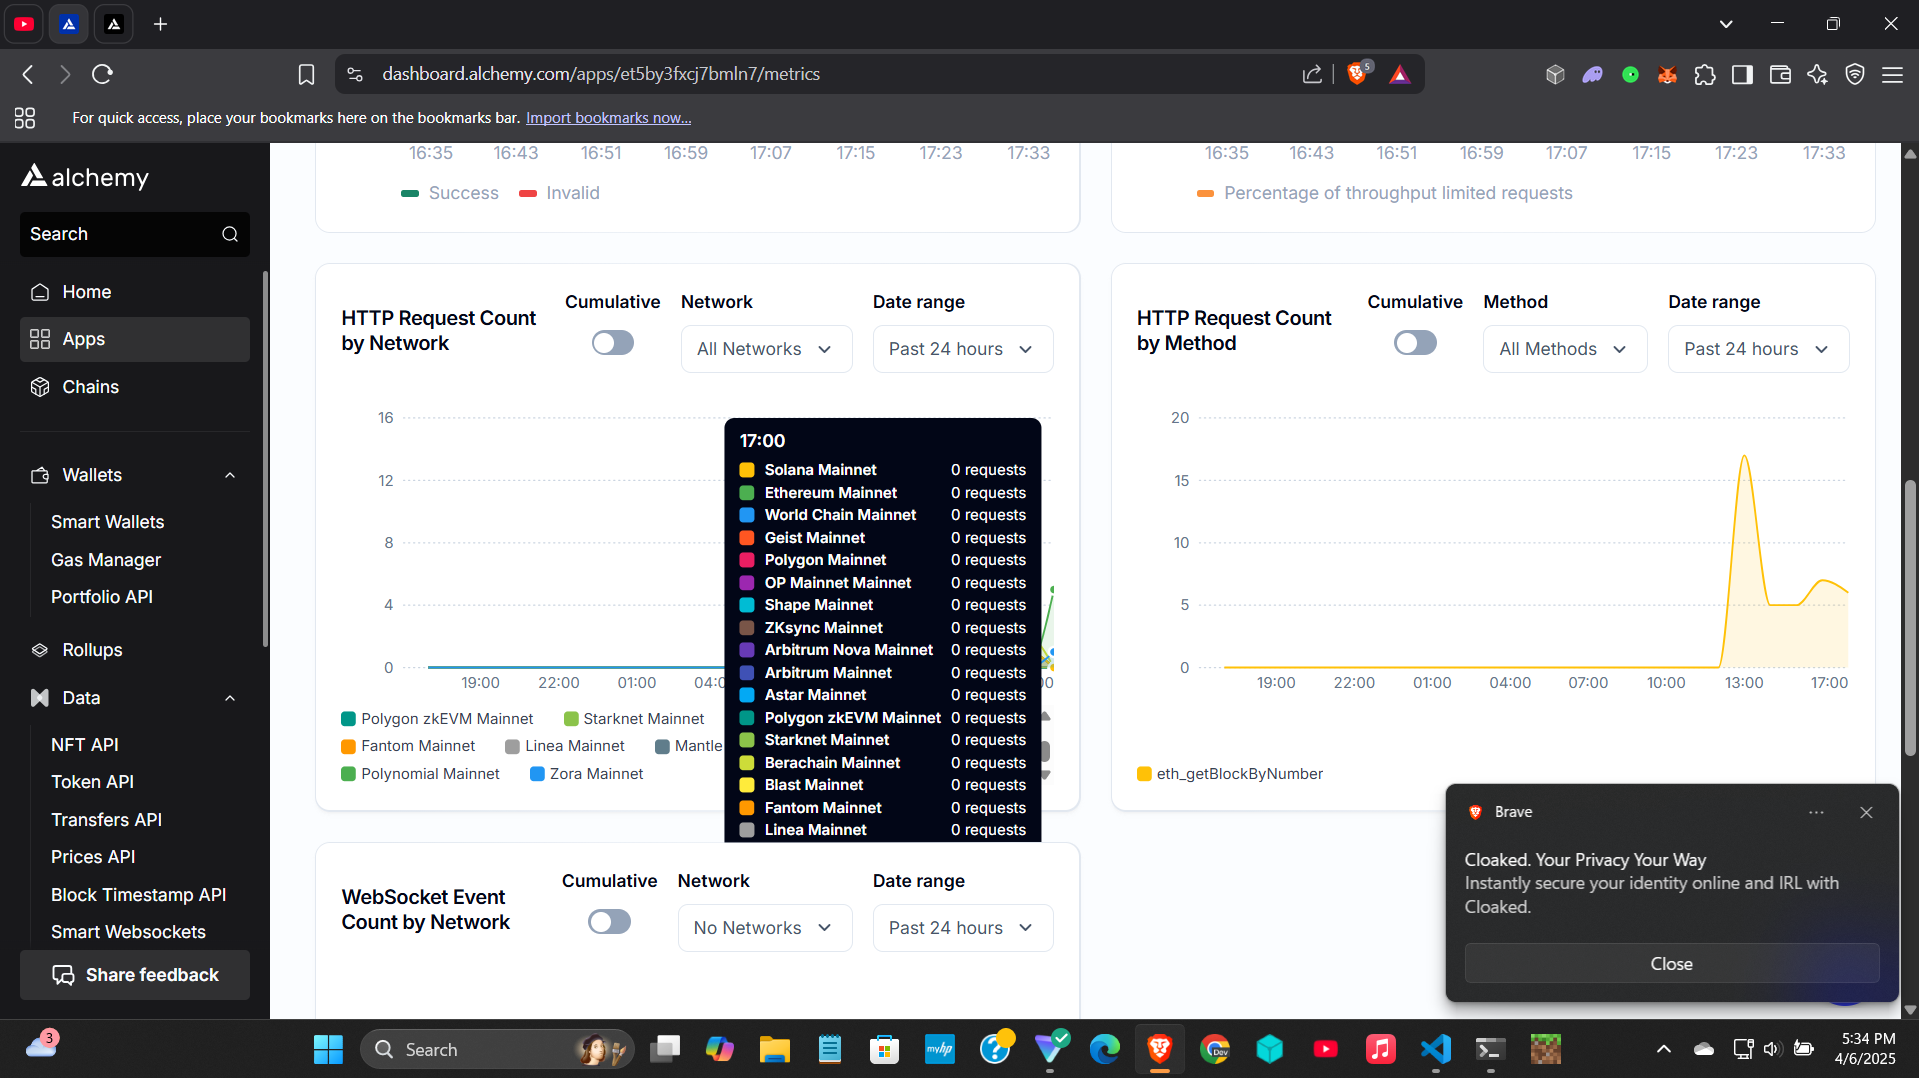 dashboard.alchemy.com/apps/et5by3fxcj7bmln7/metrics
5
For quick access, place your bookmarks here on the bookmarks bar. Import bookmarks now...
alchemy
Search
Home
Apps
Chains
Wallets
Smart Wallets
Gas Manager
Portfolio API
Rollups
Data
NFT API
Token API
Transfers API
Prices API
Block Timestamp API
Smart Websockets
Share feedback
16:35 16:43 16:51 16:59 17:07 17:15 17:23 17:33
Success Invalid
16:35 16:43 16:51 16:59 17:07 17:15 17:23 17:33
Percentage of throughput limited requests
HTTP Request Count
by Network
Cumulative Network Date range
All Networks Past 24 hours
16
12
8
4
0
19:00 22:00 01:00 04:0
Polygon zkEVM Mainnet Starknet Mainnet
Fantom Mainnet Linea Mainnet Mantle
Polynomial Mainnet Zora Mainnet
17:00
Solana Mainnet 0 requests
Ethereum Mainnet 0 requests
World Chain Mainnet 0 requests
Geist Mainnet 0 requests
Polygon Mainnet 0 requests
OP Mainnet Mainnet 0 requests
Shape Mainnet 0 requests
ZKsync Mainnet 0 requests
Arbitrum Nova Mainnet 0 requests
Arbitrum Mainnet 0 requests
Astar Mainnet 0 requests
Polygon zkEVM Mainnet 0 requests
Starknet Mainnet 0 requests
Berachain Mainnet 0 requests
Blast Mainnet 0 requests
Fantom Mainnet 0 requests
Linea Mainnet 0 requests
HTTP Request Count
by Method
Cumulative Method Date range
All Methods Past 24 hours
20
15
10
5
0
19:00 22:00 01:00 04:00 07:00 10:00 13:00 17:00
eth_getBlockByNumber
WebSocket Event
Count by Network
Cumulative Network Date range
No Networks Past 24 hours
Brave
Cloaked. Your Privacy Your Way
Instantly secure your identity online and IRL with
Cloaked.
Close
3
Search
myhp
Dev
5:34 PM
4/6/2025